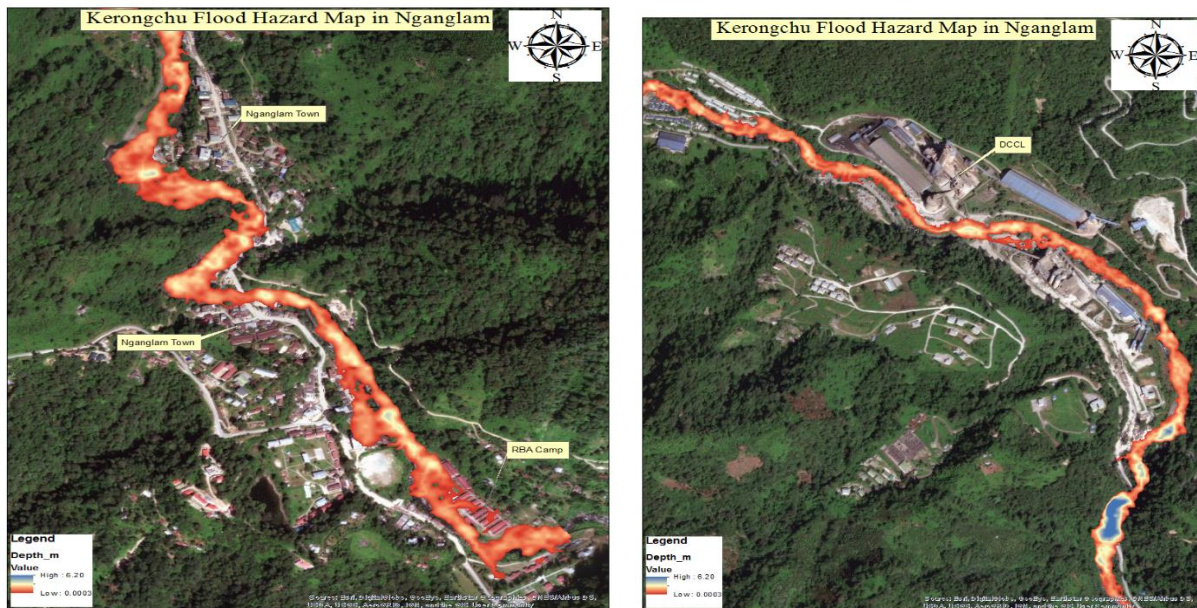 Kerongchu Flood Hazard Map in Nganglam
N
W E
S
Nganglam Town
Nganglam Town
RBA Camp
Legend
Depth_m
Value
High : 6.20
Low : 0.0003
Kerongchu Flood Hazard Map in Nganglam
N
W E
S
DCCL
Legend
Depth_m
Value
High : 6.20
Low : 0.0003